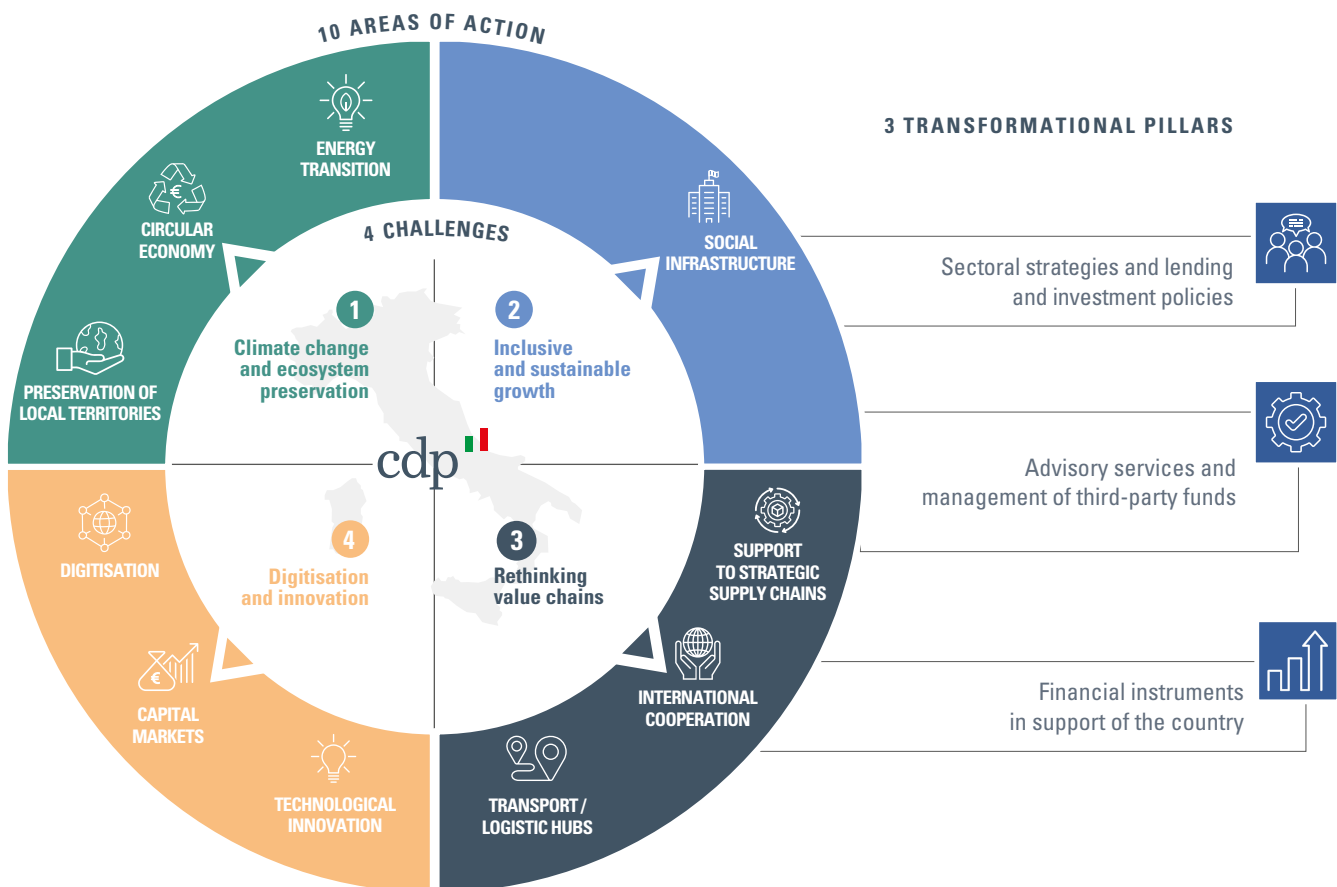 10 AREAS OF ACTION
ENERGY
TRANSITION
CIRCULAR
ECONOMY
PRESERVATION OF
LOCAL TERRITORIES
SOCIAL
INFRASTRUCTURE
4 CHALLENGES
1
Climate change
and ecosystem
preservation
2
Inclusive
and sustainable
growth
cdp
4
Digitisation
and innovation
3
Rethinking
value chains
DIGITISATION
CAPITAL
MARKETS
TECHNOLOGICAL
INNOVATION
SUPPORT
TO STRATEGIC
SUPPLY CHAINS
INTERNATIONAL
COOPERATION
TRANSPORT /
LOGISTIC HUBS
3 TRANSFORMATIONAL PILLARS
Sectoral strategies and lending
and investment policies
Advisory services and
management of third-party funds
Financial instruments
in support of the country